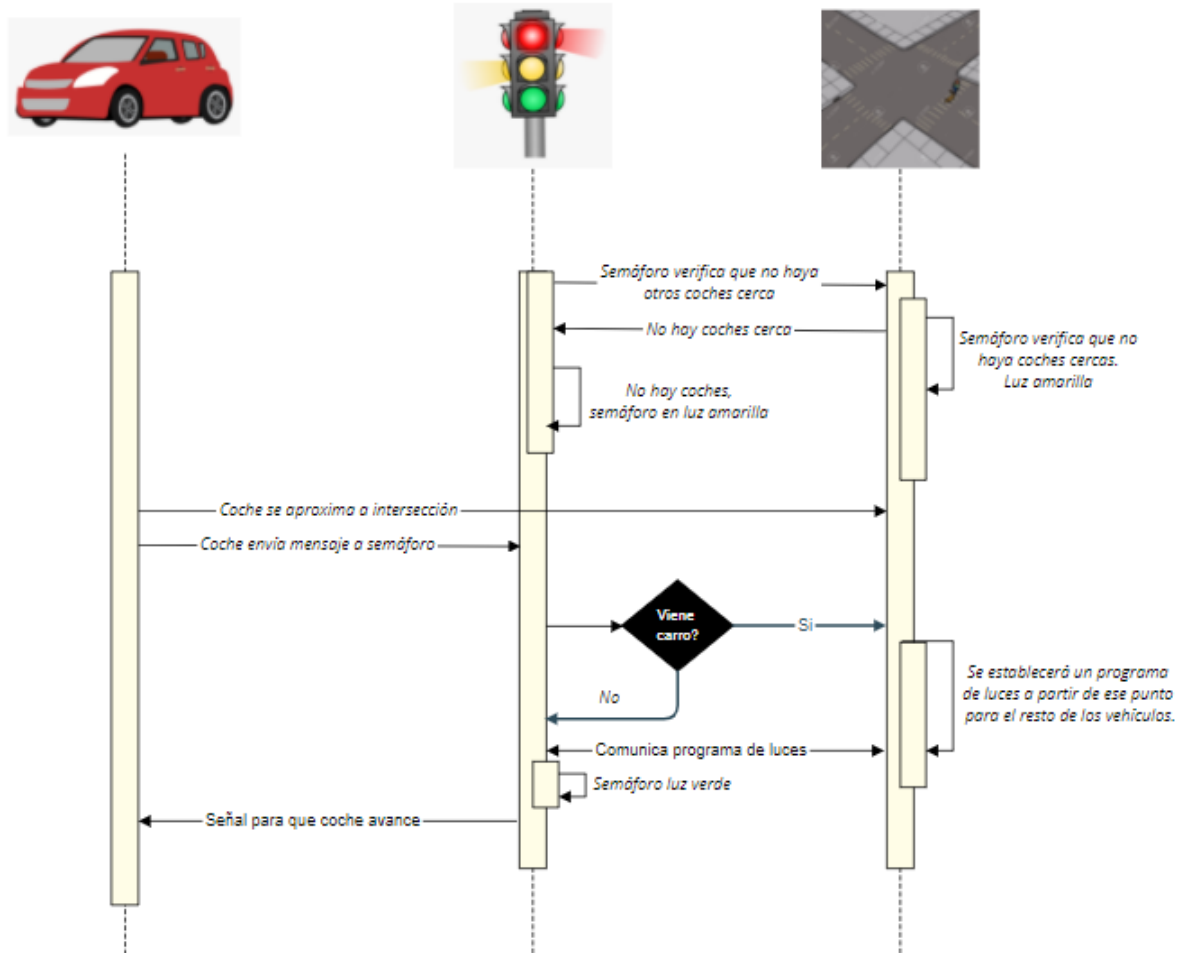 Semáforo verifica que no haya
otros coches cerca
No hay coches cerca
Semáforo verifica que no
haya coches cercas.
Luz amarilla
No hay coches,
semáforo en luz amarilla
Coche se aproxima a intersección
Coche envía mensaje a semáforo
Viene
carro?
Si
No
Se establecerá un programa
de luces a partir de ese punto
para el resto de los vehículos.
Comunica programa de luces
Semáforo luz verde
Señal para que coche avance